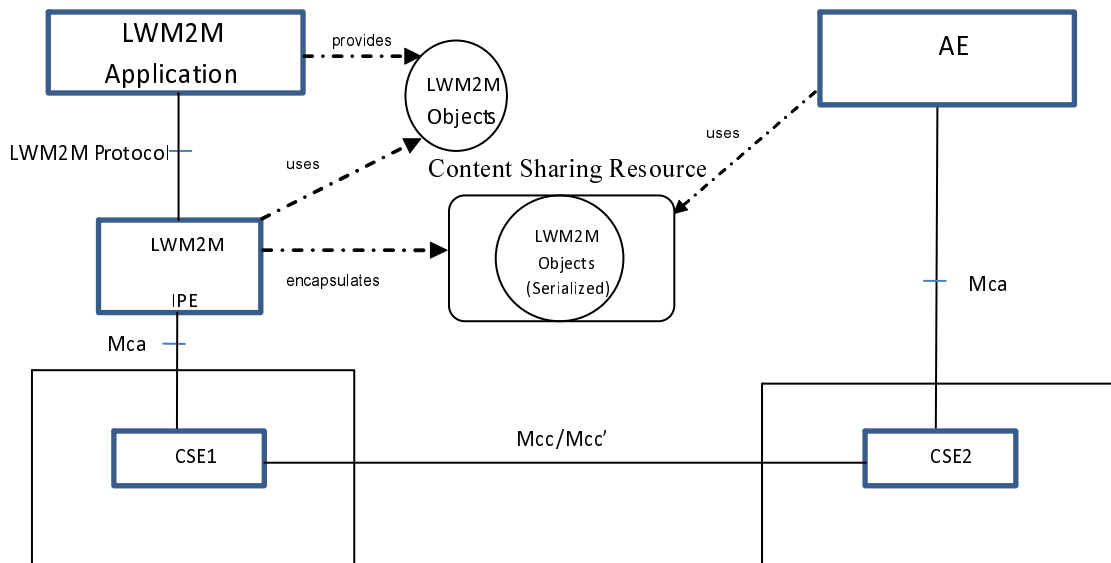 LWM2M
Application
provides
LWM2M
Objects
AE
LWM2M Protocol
uses
uses
Content Sharing Resource
LWM2M
IPE
encapsulates
LWM2M
Objects
(Serialized)
Mca
Mca
CSE1
Mcc/Mcc’
CSE2